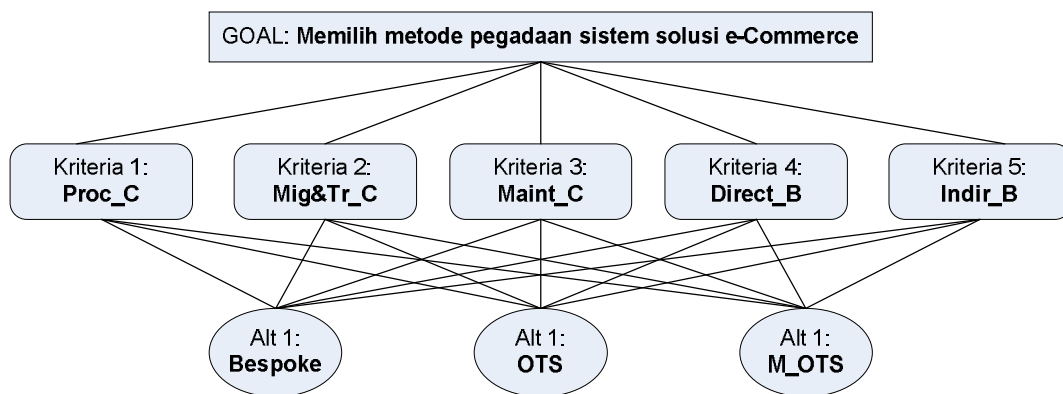 GOAL: Memilih metode pegadaan sistem solusi e-Commerce
Kriteria 1:
Proc_C
Kriteria 2:
Mig&Tr_C
Kriteria 3:
Maint_C
Kriteria 4:
Direct_B
Kriteria 5:
Indir_B
Alt 1:
Bespoke
Alt 1:
OTS
Alt 1:
M_OTS